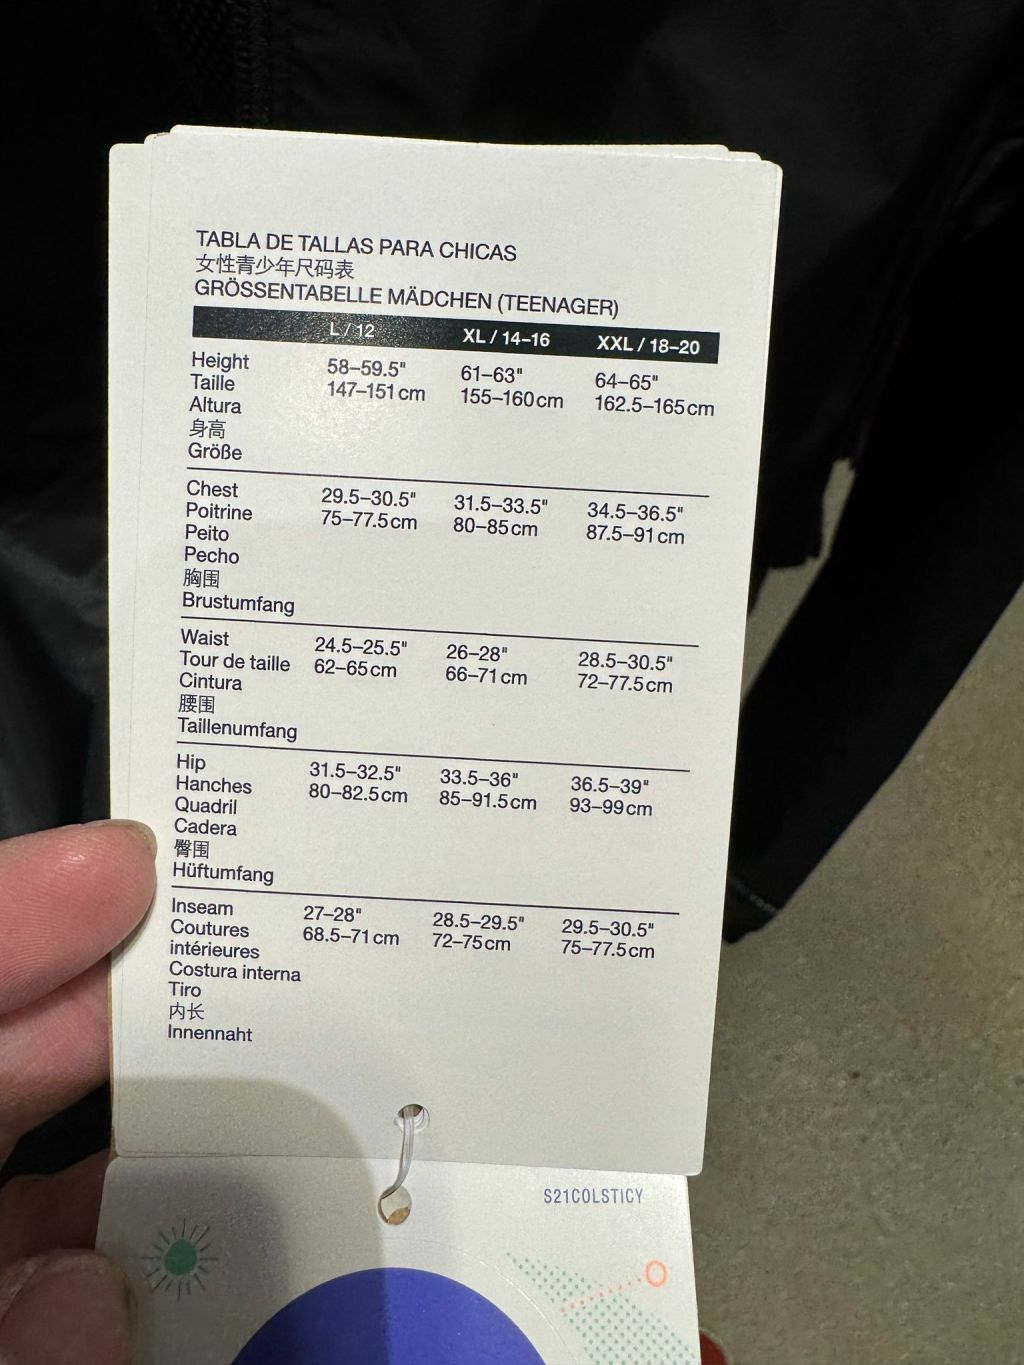 TABLA DE TALLAS PARA CHICAS
女性青少年尺码表
GRÖSSENTABELLE MÄDCHEN (TEENAGER)
L / 12 XL / 14–16 XXL / 18–20
Height 58–59.5" 61–63" 64–65"
Taille 147–151 cm 155–160 cm 162.5–165 cm
Altura
身高
Größe
Chest 29.5–30.5" 31.5–33.5" 34.5–36.5"
Poitrine 75–77.5 cm 80–85 cm 87.5–91 cm
Peito
Pecho
胸围
Brustumfang
Waist 24.5–25.5" 26–28" 28.5–30.5"
Tour de taille 62–65 cm 66–71 cm 72–77.5 cm
Cintura
腰围
Taillenumfang
Hip 31.5–32.5" 33.5–36" 36.5–39"
Hanches 80–82.5 cm 85–91.5 cm 93–99 cm
Quadril
Cadera
臀围
Hüftumfang
Inseam 27–28" 28.5–29.5" 29.5–30.5"
Coutures 68.5–71 cm 72–75 cm 75–77.5 cm
intérieures
Costura interna
Tiro
内长
Innennaht
S21COLSTICY